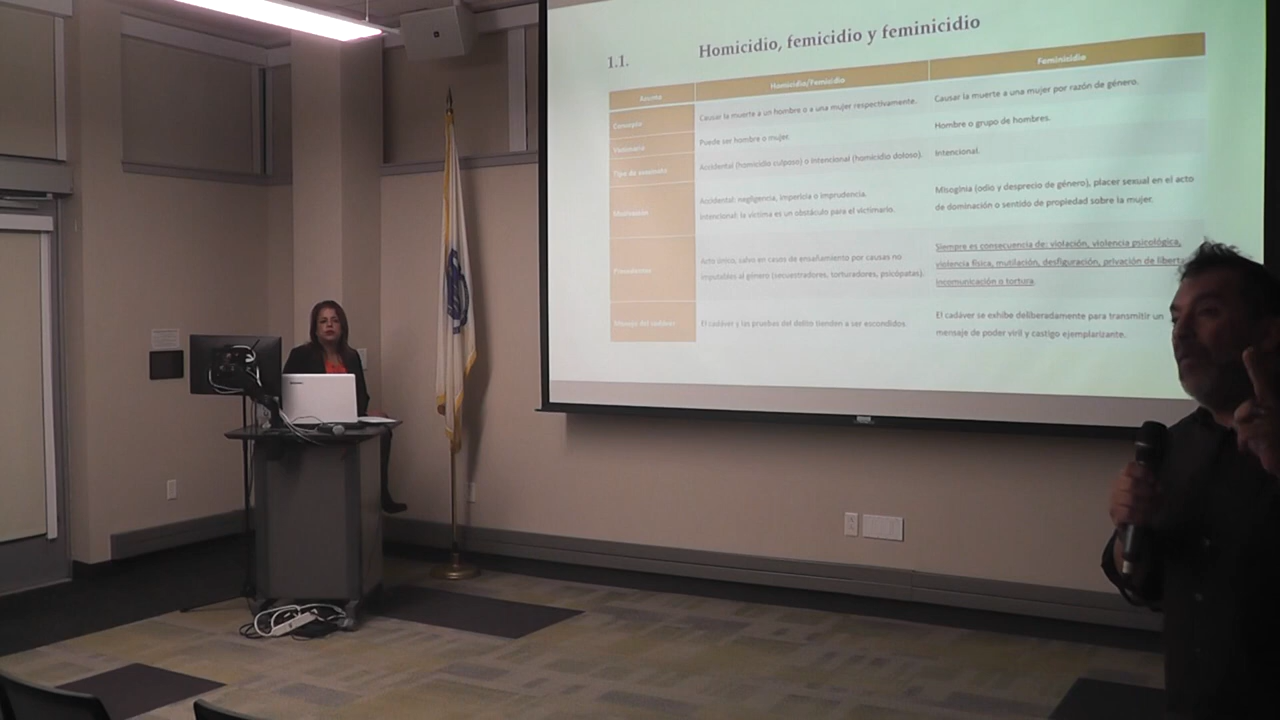 1.1. Homicidio, femicidio y feminicidio
Asunto Homicidio/Femicidio Feminisidio
Concepto Causar la muerte a un hombre o a una mujer respectivamente. Causar la muerte a una mujer por razón de género.
Victimario Puede ser hombre o mujer. Hombre o grupo de hombres.
Tipo de asesinato Accidental (homicidio culposo) o Intencional (homicidio doloso). Intencional.
Motivación Accidental: negligencia, impericia o imprudencia. Misoginia (odio y desprecio de género), placer sexual en el acto
Intencional: la víctima es un obstáculo para el victimario. de dominación o sentido de propiedad sobre la mujer.
Siempre es consecuencia de: violación, violencia psicológica,
Acto único, salvo en casos de ensañamiento por causas no violencia física, mutilación, desfiguración, privación de liberta
imputables al género (secuestradores, torturadores, psicópatas). incomunicación o tortura.
Manejo del cadáver El cadáver y las pruebas del delito tienden a ser escondidos. El cadáver se exhibe deliberadamente para transmitir un
mensaje de poder viril y castigo ejemplarizante.